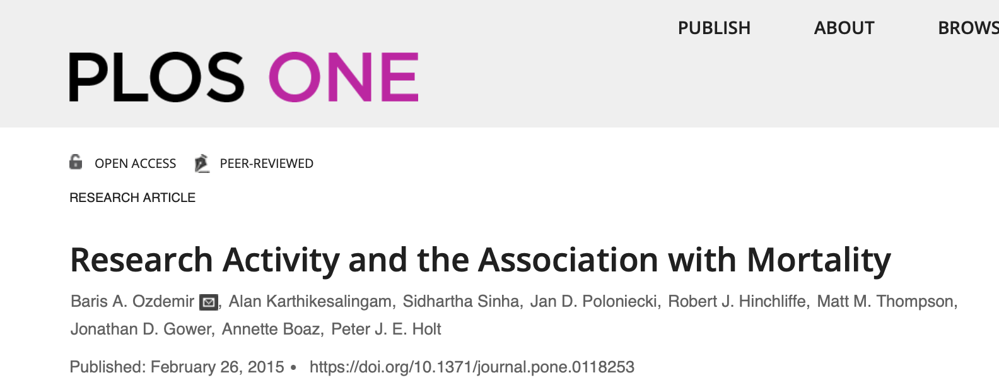 PUBLISH ABOUT BROWS
PLOS ONE
OPEN ACCESS PEER-REVIEWED
RESEARCH ARTICLE
Research Activity and the Association with Mortality
Baris A. Ozdemir , Alan Karthikesalingam, Sidhartha Sinha, Jan D. Poloniecki, Robert J. Hinchliffe, Matt M. Thompson,
Jonathan D. Gower, Annette Boaz, Peter J. E. Holt
Published: February 26, 2015 • https://doi.org/10.1371/journal.pone.0118253